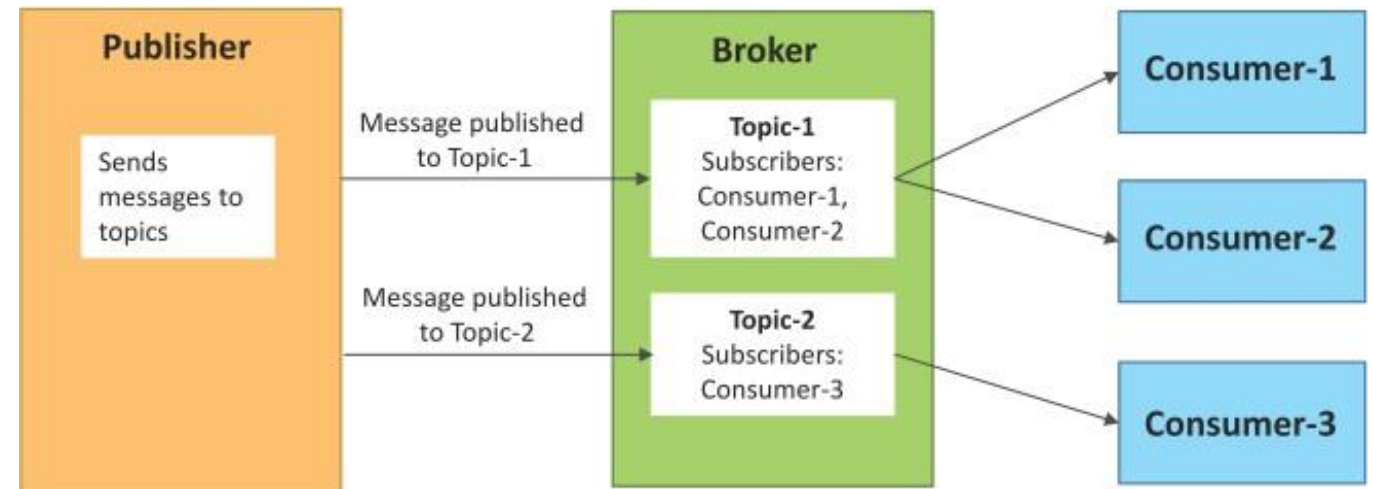 Publisher
Sends
messages to
topics
Message published
to Topic-1
Message published
to Topic-2
Broker
Topic-1
Subscribers:
Consumer-1,
Consumer-2
Topic-2
Subscribers:
Consumer-3
Consumer-1
Consumer-2
Consumer-3